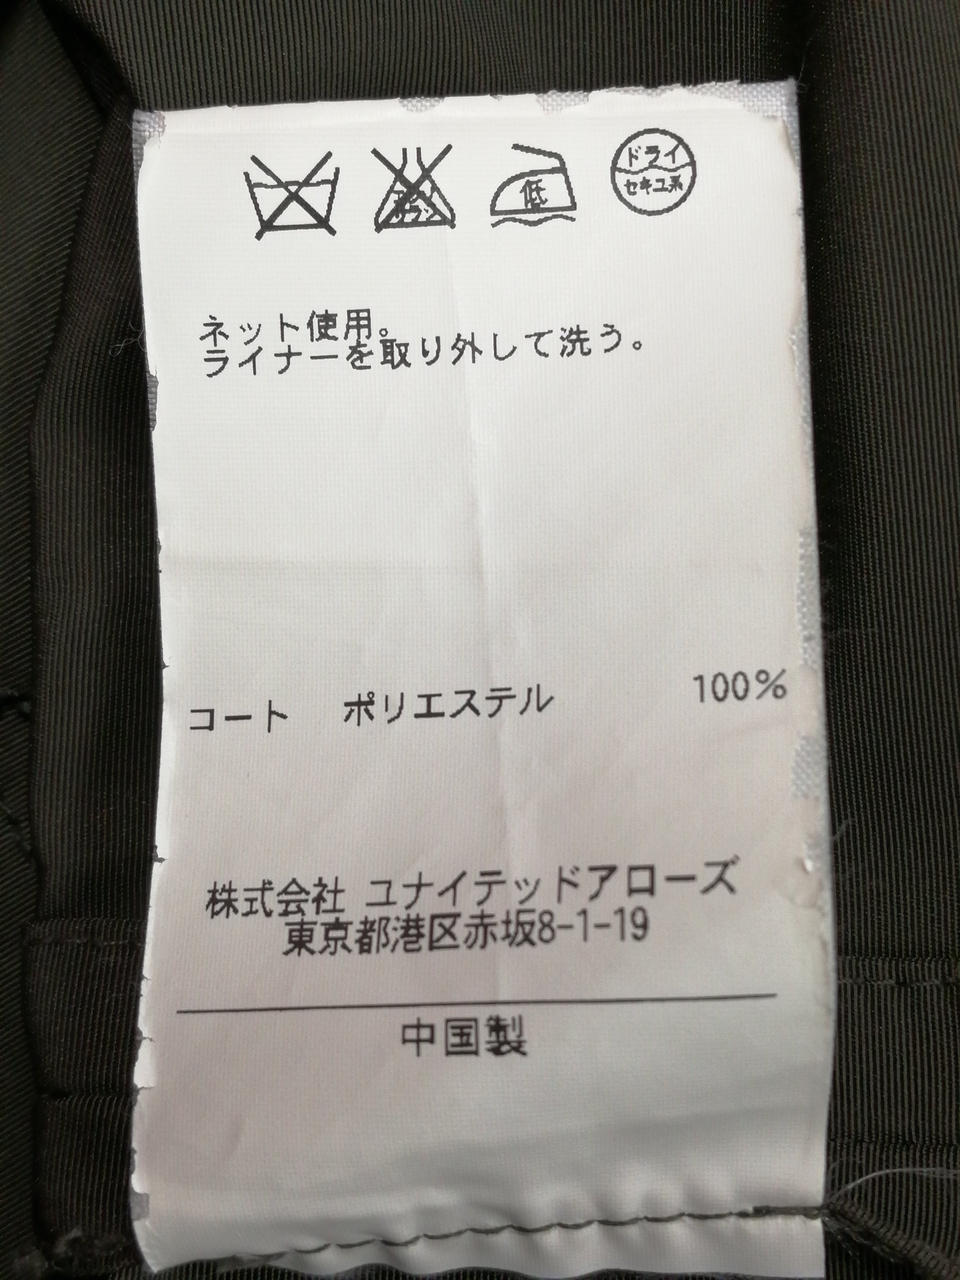 低
ドライ
セキユ系
ネット使用。
ライナーを取り外して洗う。
コート ポリエステル 100%
株式会社 ユナイテッドアローズ
東京都港区赤坂8-1-19
中国製